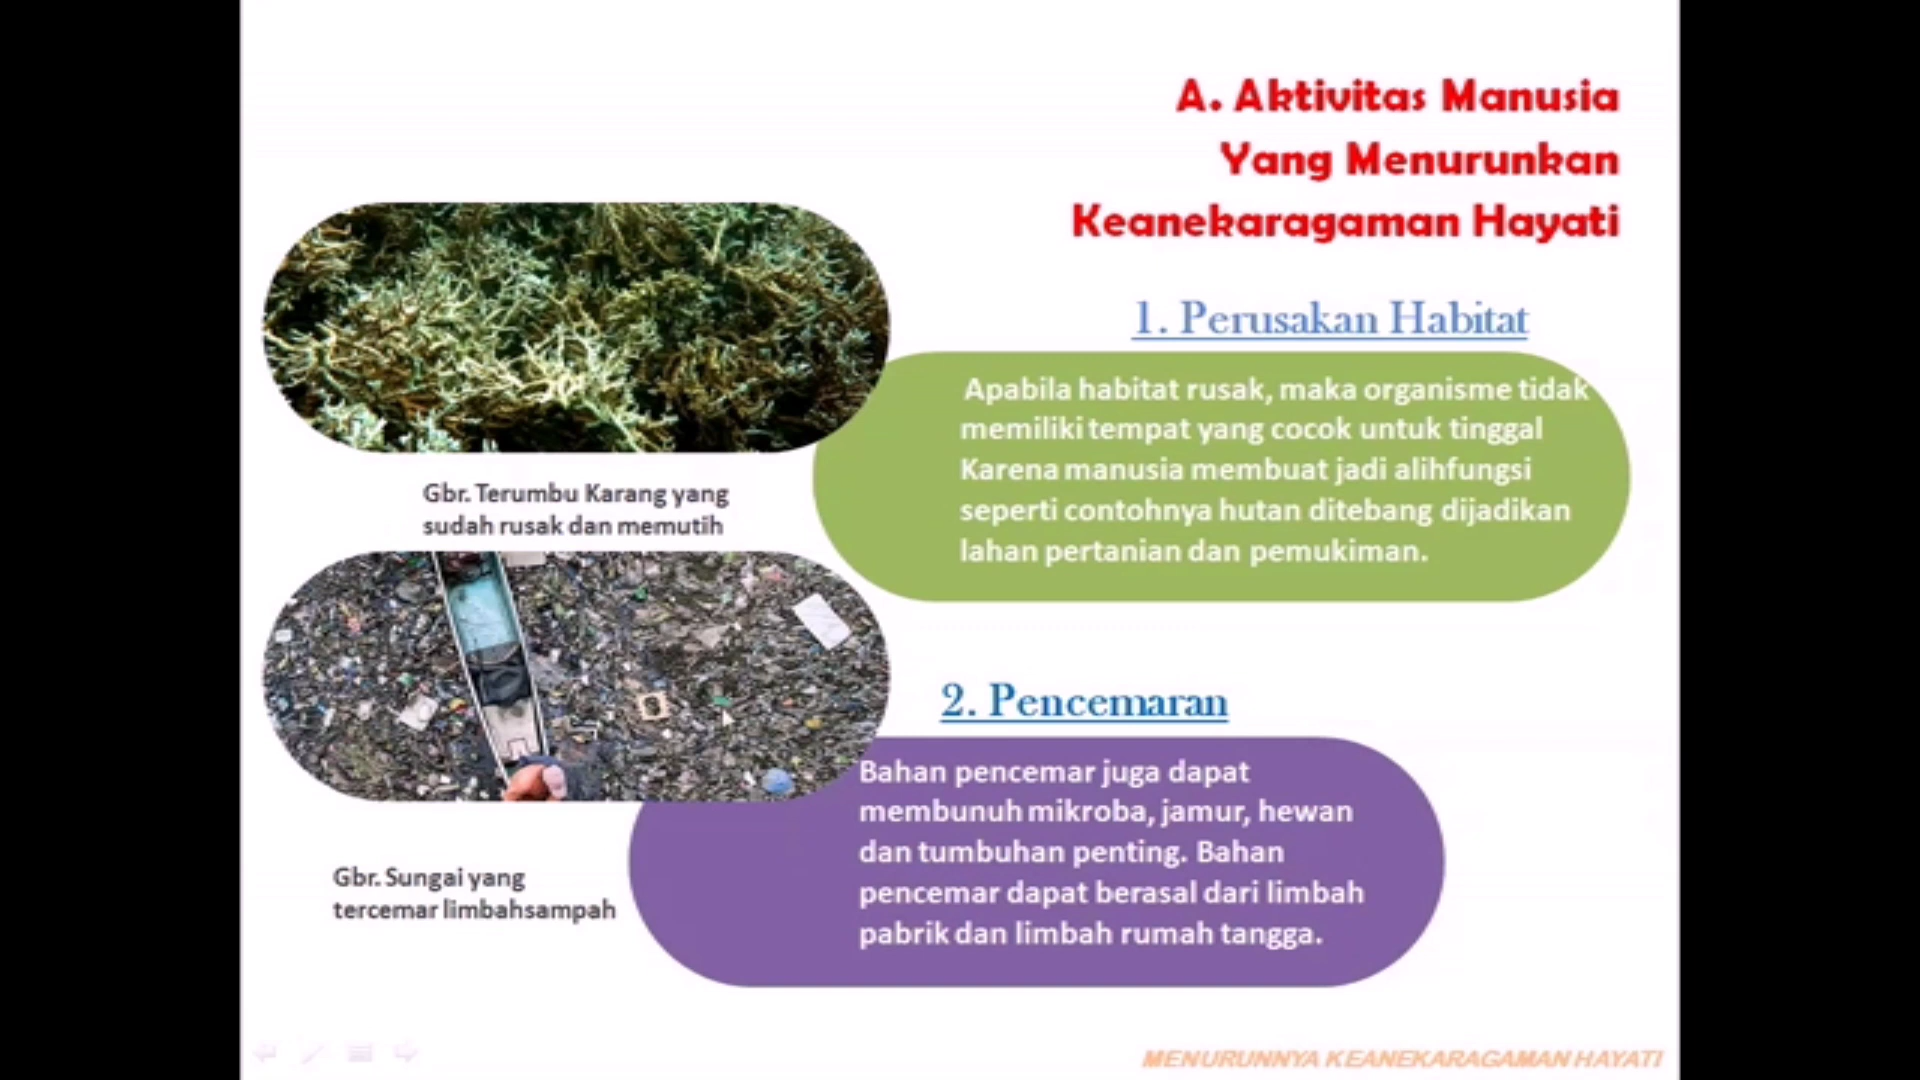 A. Aktivitas Manusia
Yang Menurunkan
Keanekaragaman Hayati
1. Perusakan Habitat
Apabila habitat rusak, maka organisme tidak
memiliki tempat yang cocok untuk tinggal
Karena manusia membuat jadi alihfungsi
seperti contohnya hutan ditebang dijadikan
lahan pertanian dan pemukiman.
Gbr. Terumbu Karang yang
sudah rusak dan memutih
2. Pencemaran
Bahan pencemar juga dapat
membunuh mikroba, jamur, hewan
dan tumbuhan penting. Bahan
pencemar dapat berasal dari limbah
pabrik dan limbah rumah tangga.
Gbr. Sungai yang
tercemar limbahsampah
MENURUNNYA KEANEKARAGAMAN HAYATI